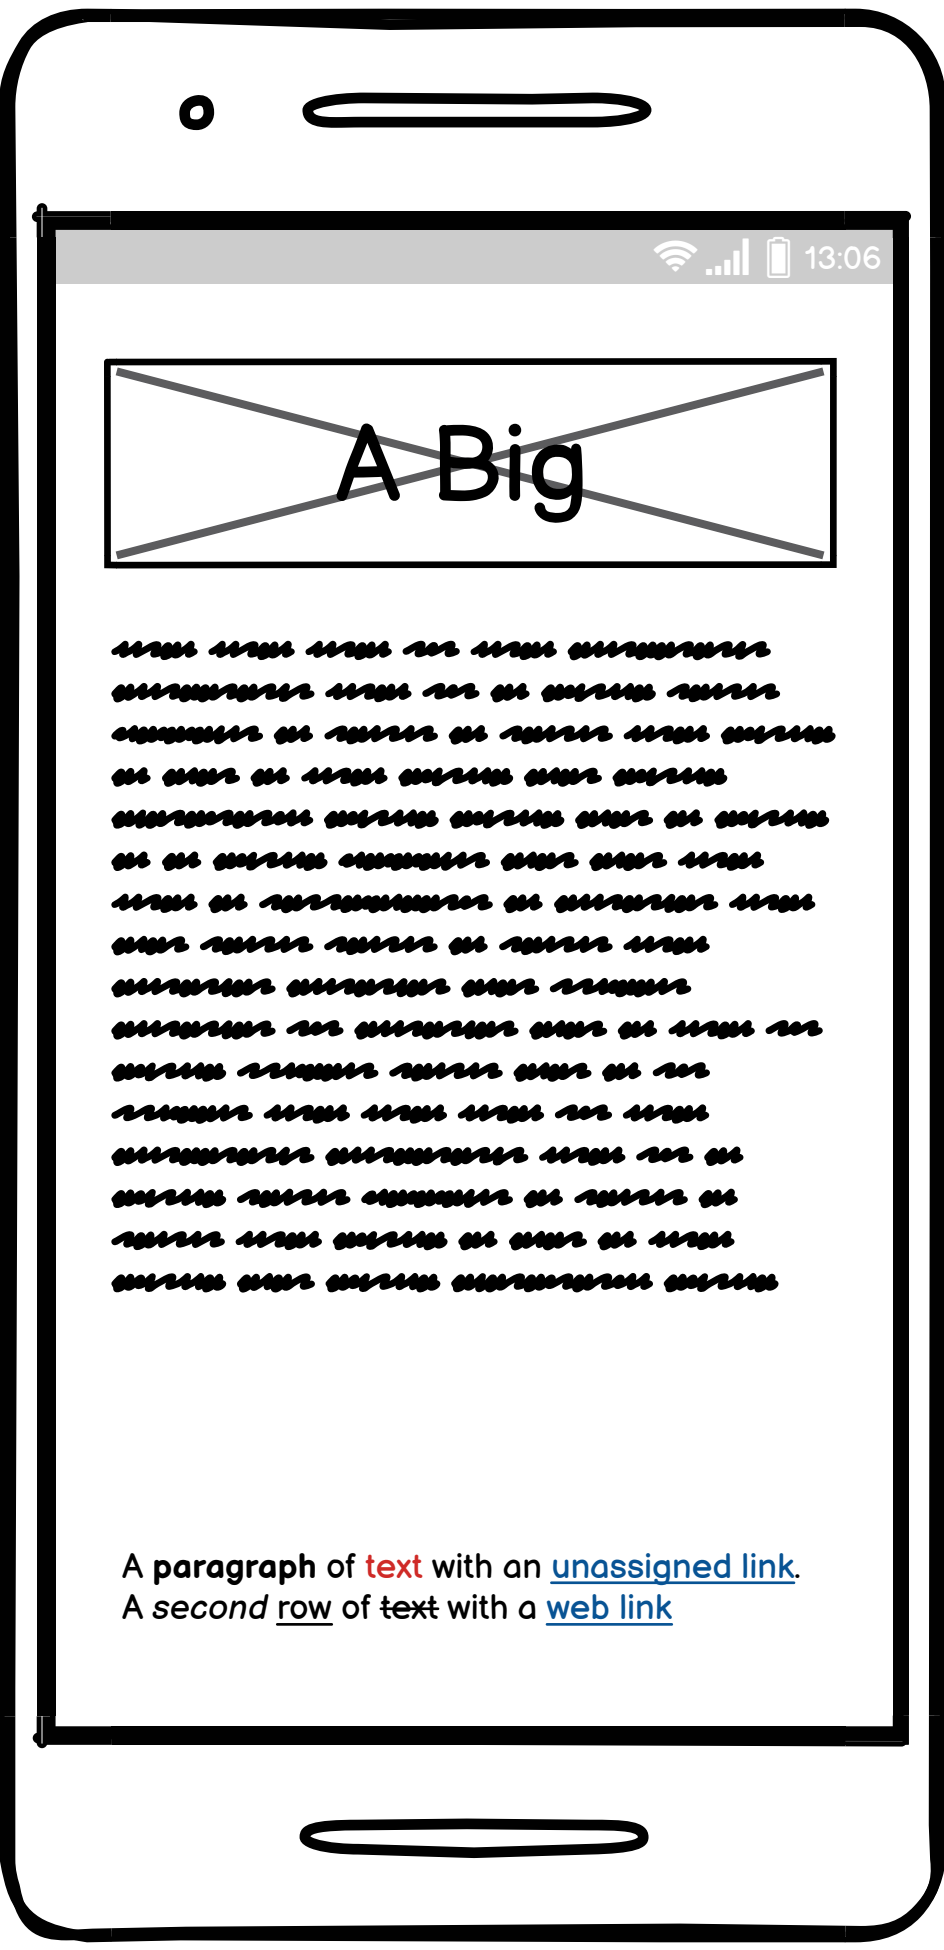 13:06
A Big
A paragraph of text with an unassigned link.
A second row of text with a web link